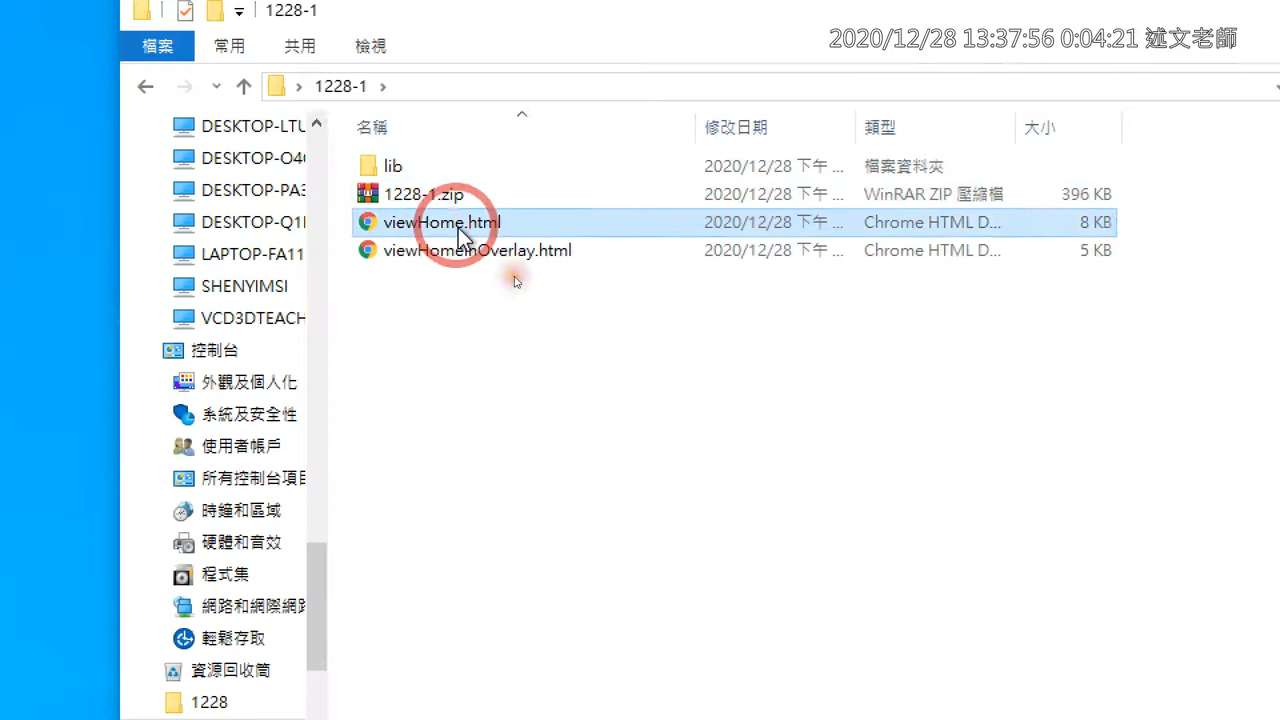 1228-1
2020/12/28 13:37:56 0:04:21 述文老師
檔案 常用 共用 檢視
1228-1
名稱 修改日期 類型 大小
lib 2020/12/28 下午 ... 檔案資料夾
1228-1.zip 2020/12/28 下午 ... WinRAR ZIP 壓縮檔 396 KB
viewHome.html 2020/12/28 下午 ... Chrome HTML D... 8 KB
viewHomeInOverlay.html 2020/12/28 下午 ... Chrome HTML D... 5 KB
DESKTOP-LTU
DESKTOP-O4
DESKTOP-PA3
DESKTOP-Q1
LAPTOP-FA11
SHENYIMSI
VCD3DTEACH
控制台
外觀及個人化
系統及安全性
使用者帳戶
所有控制台項目
時鐘和區域
硬體和音效
程式集
網路和網際網路
輕鬆存取
資源回收筒
1228